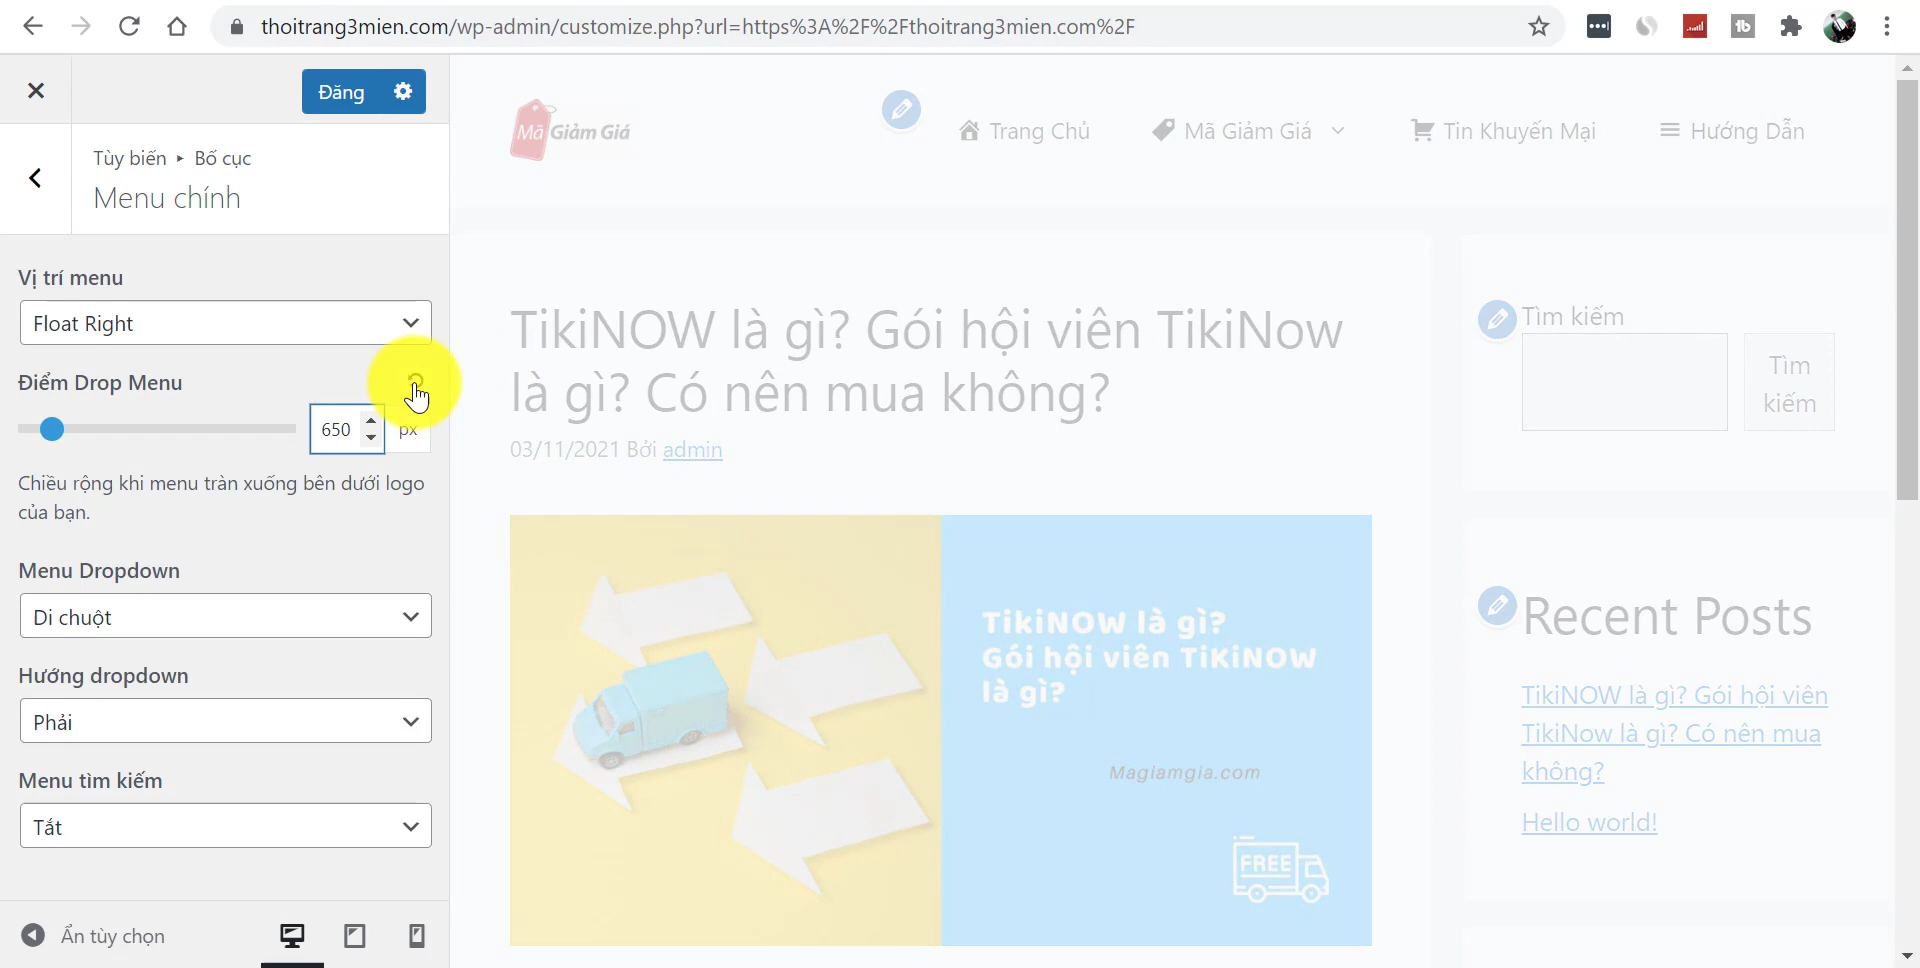 thoitrang3mien.com/wp-admin/customize.php?url=https%3A%2F%2Fthoitrang3mien.com%2F
Đăng
Tùy biến ▸ Bố cục
Menu chính
Vị trí menu
Float Right
Điểm Drop Menu
650
px
Chiều rộng khi menu tràn xuống bên dưới logo
của bạn.
Menu Dropdown
Di chuột
Hướng dropdown
Phải
Menu tìm kiếm
Tắt
Ẩn tùy chọn
Mã Giảm Giá
Trang Chủ
Mã Giảm Giá
Tin Khuyến Mại
Hướng Dẫn
TikiNOW là gì? Gói hội viên TikiNow
là gì? Có nên mua không?
03/11/2021 Bởi admin
TikiNOW là gì?
Gói hội viên TiKiNOW
là gì?
Magiamgia.com
FREE
Tìm kiếm
Tìm
kiếm
Recent Posts
TikiNOW là gì? Gói hội viên
TikiNow là gì? Có nên mua
không?
Hello world!